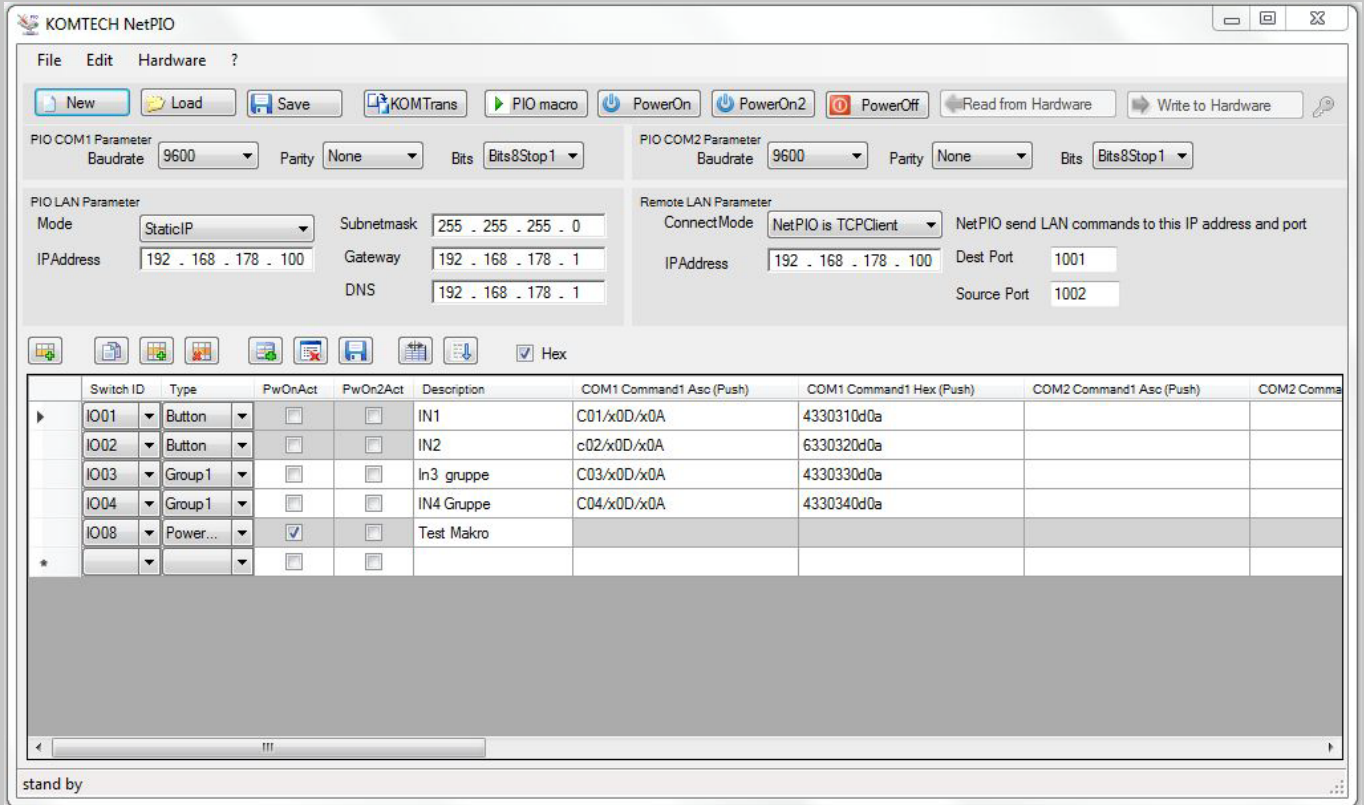 KOMTECH NetPIO
File Edit Hardware ?
New Load Save KOMTrans PIO macro PowerOn PowerOn2 PowerOff Read from Hardware Write to Hardware
PIO COM1 Parameter
Baudrate 9600 Parity None Bits Bits8Stop1
PIO COM2 Parameter
Baudrate 9600 Parity None Bits Bits8Stop1
PIO LAN Parameter
Mode StaticIP Subnetmask 255 . 255 . 255 . 0
IPAddress 192 . 168 . 178 . 100 Gateway 192 . 168 . 178 . 1
DNS 192 . 168 . 178 . 1
Remote LAN Parameter
ConnectMode NetPIO is TCPClient NetPIO send LAN commands to this IP address and port
IPAddress 192 . 168 . 178 . 100 Dest Port 1001
Source Port 1002
Hex
Switch ID Type PwOnAct PwOn2Act Description COM1 Command1 Asc (Push) COM1 Command1 Hex (Push) COM2 Command1 Asc (Push) COM2 Comma
IO01 Button IN1 C01/x0D/x0A 4330310d0a
IO02 Button IN2 c02/x0D/x0A 6330320d0a
IO03 Group1 In3 gruppe C03/x0D/x0A 4330330d0a
IO04 Group1 IN4 Gruppe C04/x0D/x0A 4330340d0a
IO08 Power... Test Makro
stand by